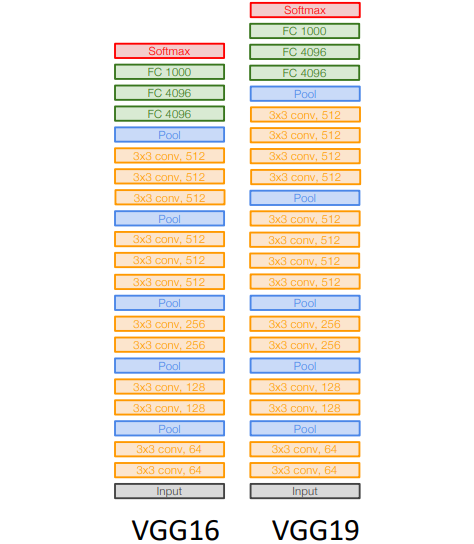 Softmax
FC 1000
FC 4096
FC 4096
Pool
3x3 conv, 512
3x3 conv, 512
3x3 conv, 512
Pool
3x3 conv, 512
3x3 conv, 512
3x3 conv, 512
Pool
3x3 conv, 256
3x3 conv, 256
Pool
3x3 conv, 128
3x3 conv, 128
Pool
3x3 conv, 64
3x3 conv, 64
Input
VGG16
Softmax
FC 1000
FC 4096
FC 4096
Pool
3x3 conv, 512
3x3 conv, 512
3x3 conv, 512
3x3 conv, 512
Pool
3x3 conv, 512
3x3 conv, 512
3x3 conv, 512
3x3 conv, 512
Pool
3x3 conv, 256
3x3 conv, 256
Pool
3x3 conv, 128
3x3 conv, 128
Pool
3x3 conv, 64
3x3 conv, 64
Input
VGG19